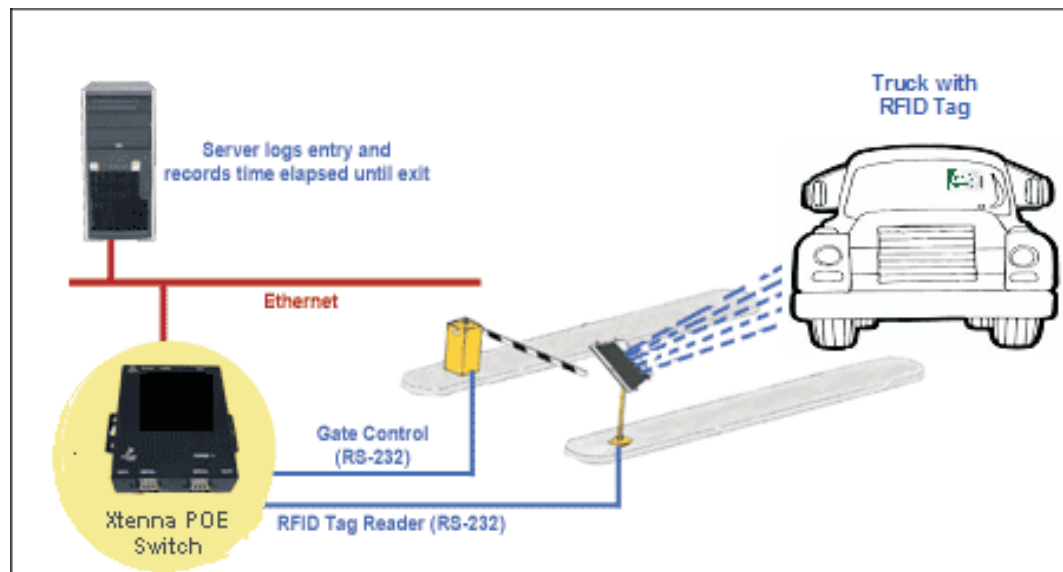 Truck with
RFID Tag
Server logs entry and
records time elapsed until exit
Ethernet
Gate Control
(RS-232)
RFID Tag Reader (RS-232)
Xtenna POE
Switch